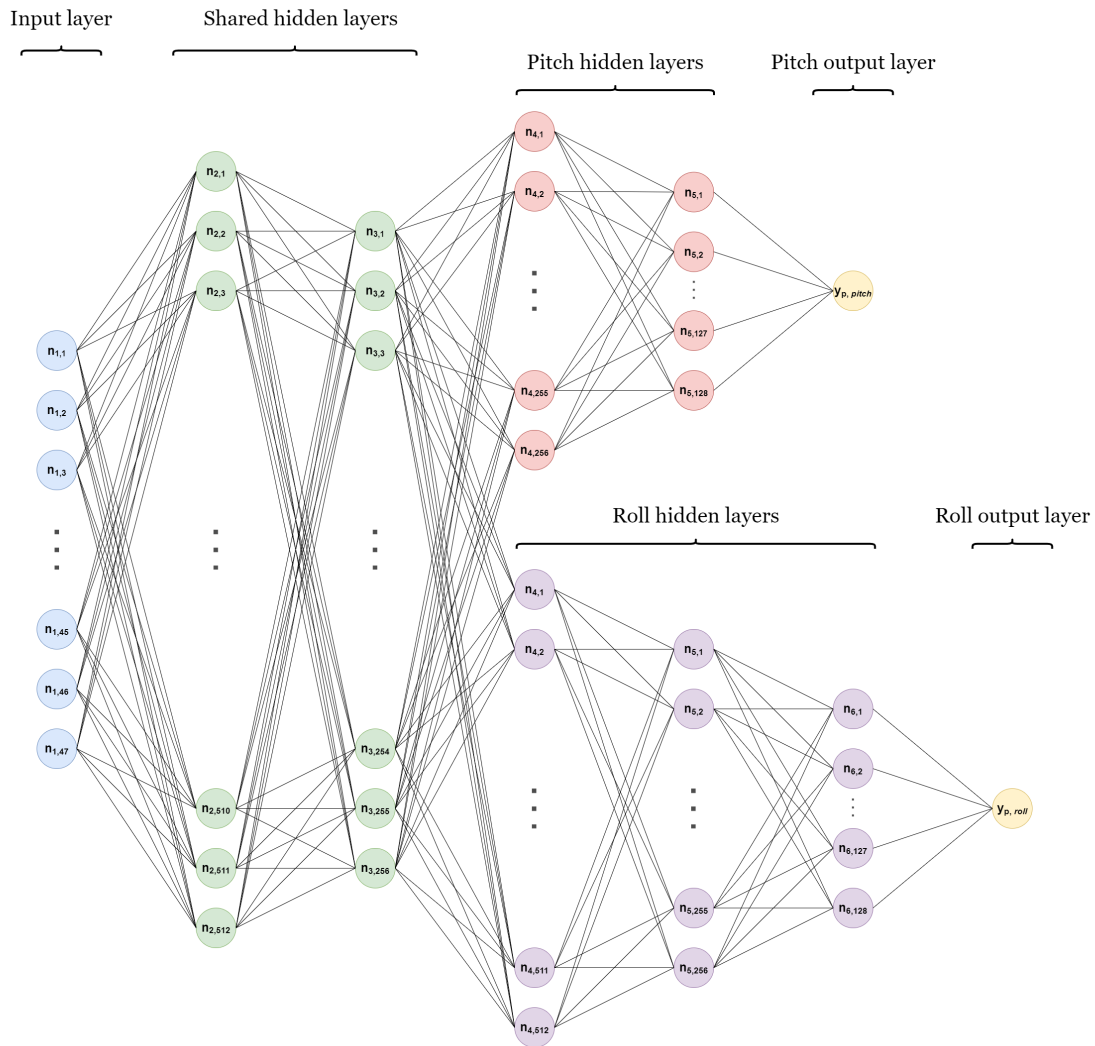 Input layer
Shared hidden layers
Pitch hidden layers
Pitch output layer
n4,1
n2,1
n4,2
n5,1
n2,2
n3,1
n5,2
n2,3
n3,2
yp, pitch
n5,127
n1,1
n3,3
n4,255
n5,128
n1,2
n4,256
n1,3
Roll hidden layers
Roll output layer
n4,1
n1,45
n4,2
n5,1
n1,46
n5,2
n6,1
n1,47
n3,254
n6,2
n2,510
n3,255
yp, roll
n6,127
n2,511
n3,256
n5,255
n6,128
n2,512
n4,511
n5,256
n4,512